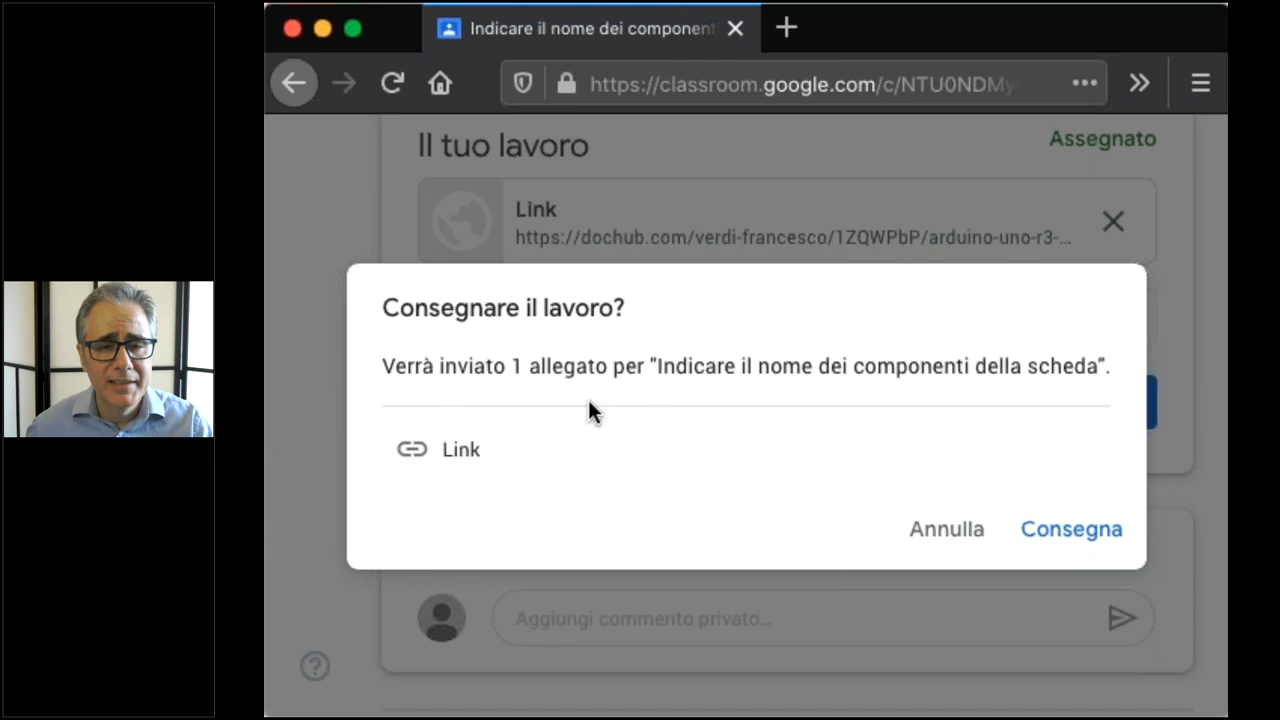 Indicare il nome dei component
https://classroom.google.com/c/NTU0NDMy
Il tuo lavoro
Assegnato
Link
https://dochub.com/verdi-francesco/1ZQWPbP/arduino-uno-r3-...
Consegnare il lavoro?
Verrà inviato 1 allegato per "Indicare il nome dei componenti della scheda".
Link
Annulla
Consegna
Aggiungi commento privato...